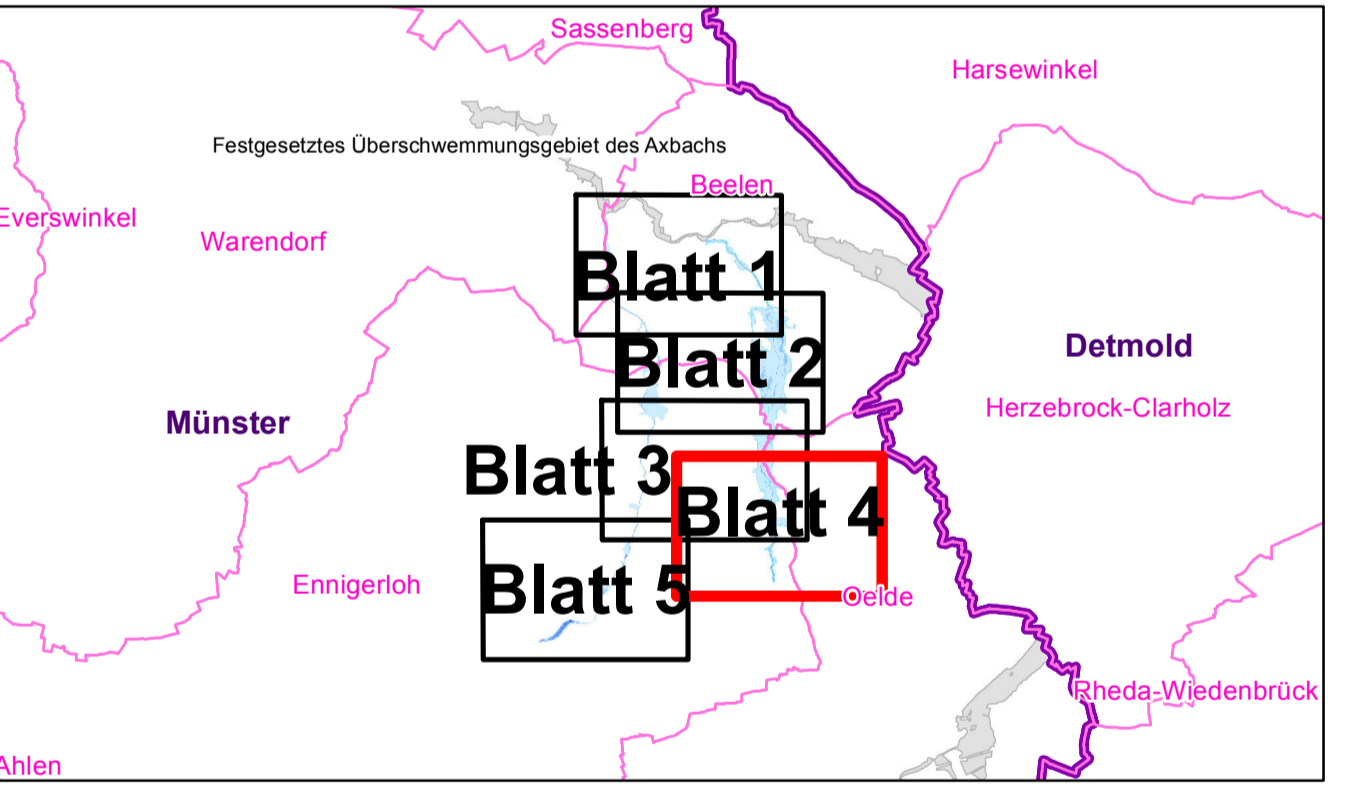 Sassenberg
Harsewinkel
Festgesetztes Überschwemmungsgebiet des Axbachs
Beelen
Everswinkel
Warendorf
Blatt 1
Detmold
Blatt 2
Herzebrock-Clarholz
Münster
Blatt 3
Blatt 4
Ennigerloh
Blatt 5
Oelde
Rheda-Wiedenbrück
Ahlen